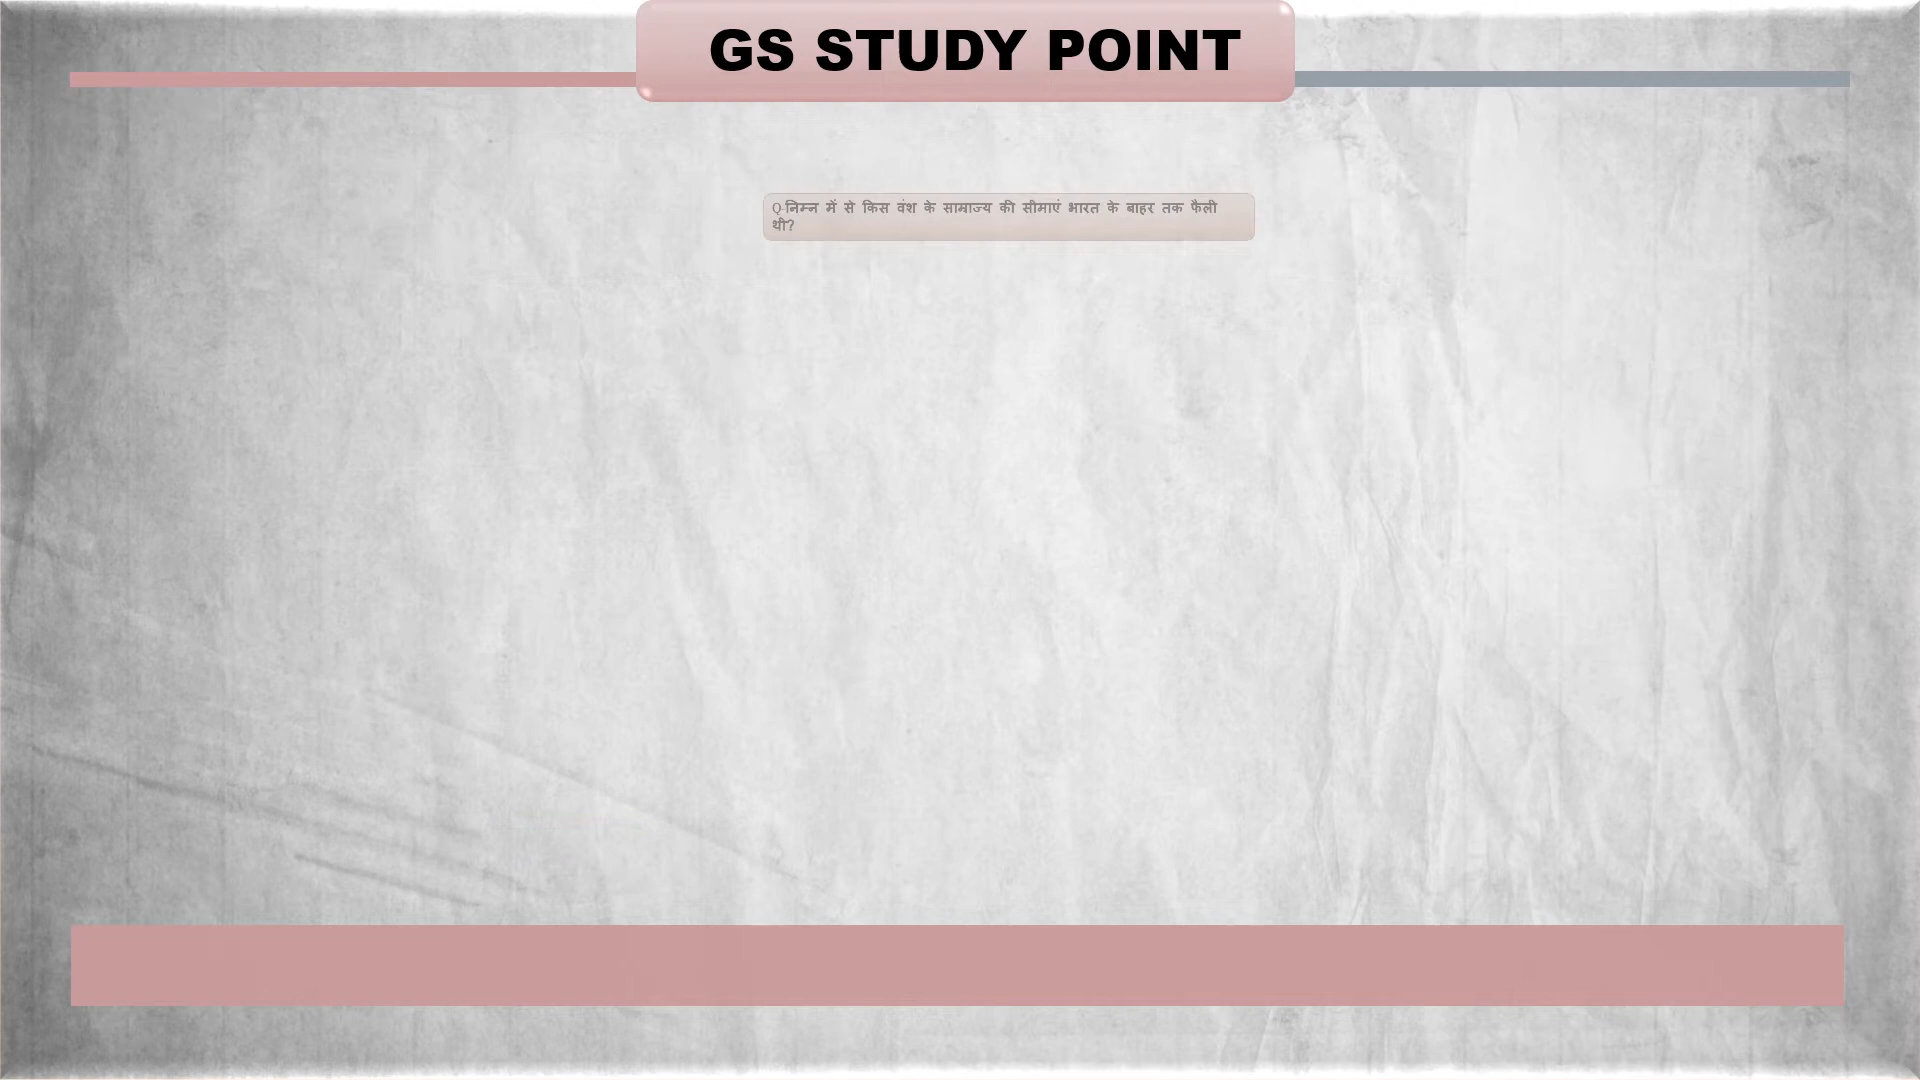 GS STUDY POINT
Q-निम्न में से किस वंश के साम्राज्य की सीमाएं भारत के बाहर तक फैली
थी?